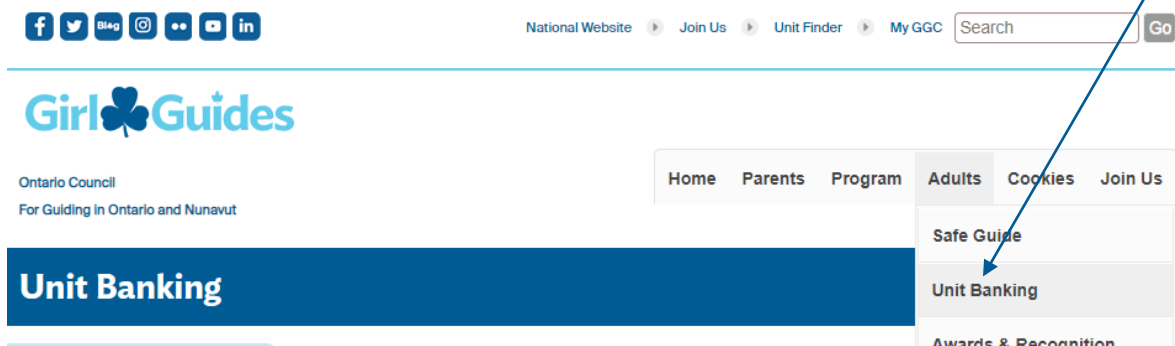 Blog National Website Join Us Unit Finder My GGC Search Go
Girl Guides
Ontario Council
For Guiding in Ontario and Nunavut
Home Parents Program Adults Cookies Join Us
Safe Guide
Unit Banking
Unit Banking
Awards & Recognition